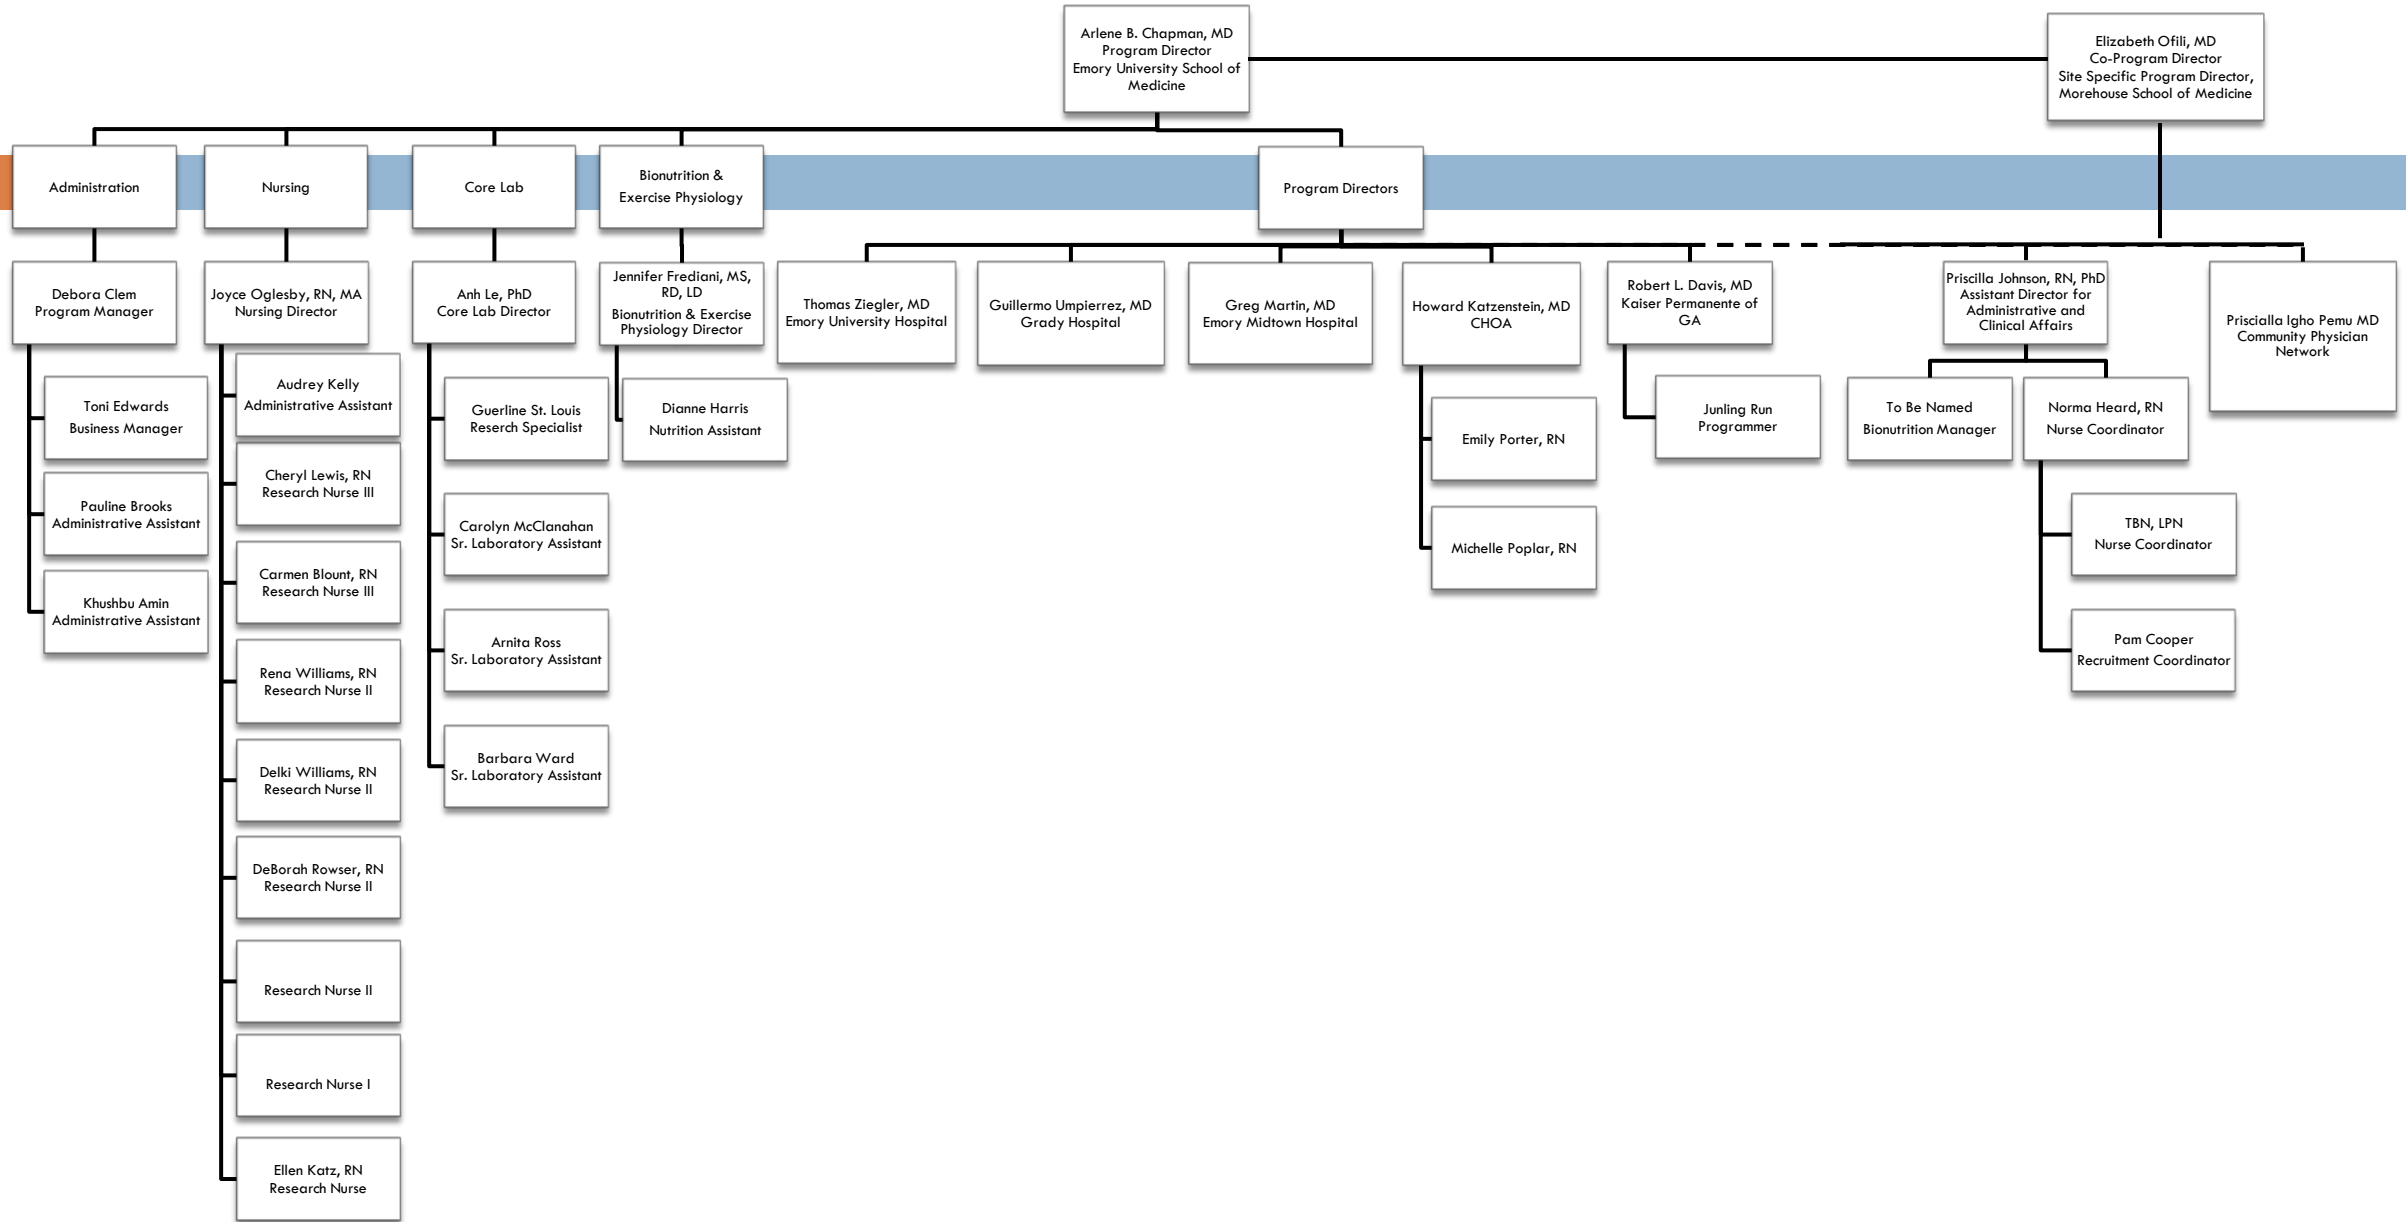 Arlene B. Chapman, MD
Program Director
Emory University School of
Medicine
Elizabeth Ofili, MD
Co-Program Director
Site Specific Program Director,
Morehouse School of Medicine
Administration
Nursing
Core Lab
Bionutrition &
Exercise Physiology
Program Directors
Debora Clem
Program Manager
Joyce Oglesby, RN, MA
Nursing Director
Anh Le, PhD
Core Lab Director
Jennifer Frediani, MS,
RD, LD
Bionutrition & Exercise
Physiology Director
Thomas Ziegler, MD
Emory University Hospital
Guillermo Umpierrez, MD
Grady Hospital
Greg Martin, MD
Emory Midtown Hospital
Howard Katzenstein, MD
CHOA
Robert L. Davis, MD
Kaiser Permanente of
GA
Priscilla Johnson, RN, PhD
Assistant Director for
Administrative and
Clinical Affairs
Priscialla Igho Pemu MD
Community Physician
Network
Toni Edwards
Business Manager
Pauline Brooks
Administrative Assistant
Khushbu Amin
Administrative Assistant
Audrey Kelly
Administrative Assistant
Cheryl Lewis, RN
Research Nurse III
Carmen Blount, RN
Research Nurse III
Rena Williams, RN
Research Nurse II
Delki Williams, RN
Research Nurse II
DeBorah Rowser, RN
Research Nurse II
Research Nurse II
Research Nurse I
Ellen Katz, RN
Research Nurse
Guerline St. Louis
Reserch Specialist
Carolyn McClanahan
Sr. Laboratory Assistant
Arnita Ross
Sr. Laboratory Assistant
Barbara Ward
Sr. Laboratory Assistant
Dianne Harris
Nutrition Assistant
Emily Porter, RN
Michelle Poplar, RN
Junling Run
Programmer
To Be Named
Bionutrition Manager
Norma Heard, RN
Nurse Coordinator
TBN, LPN
Nurse Coordinator
Pam Cooper
Recruitment Coordinator